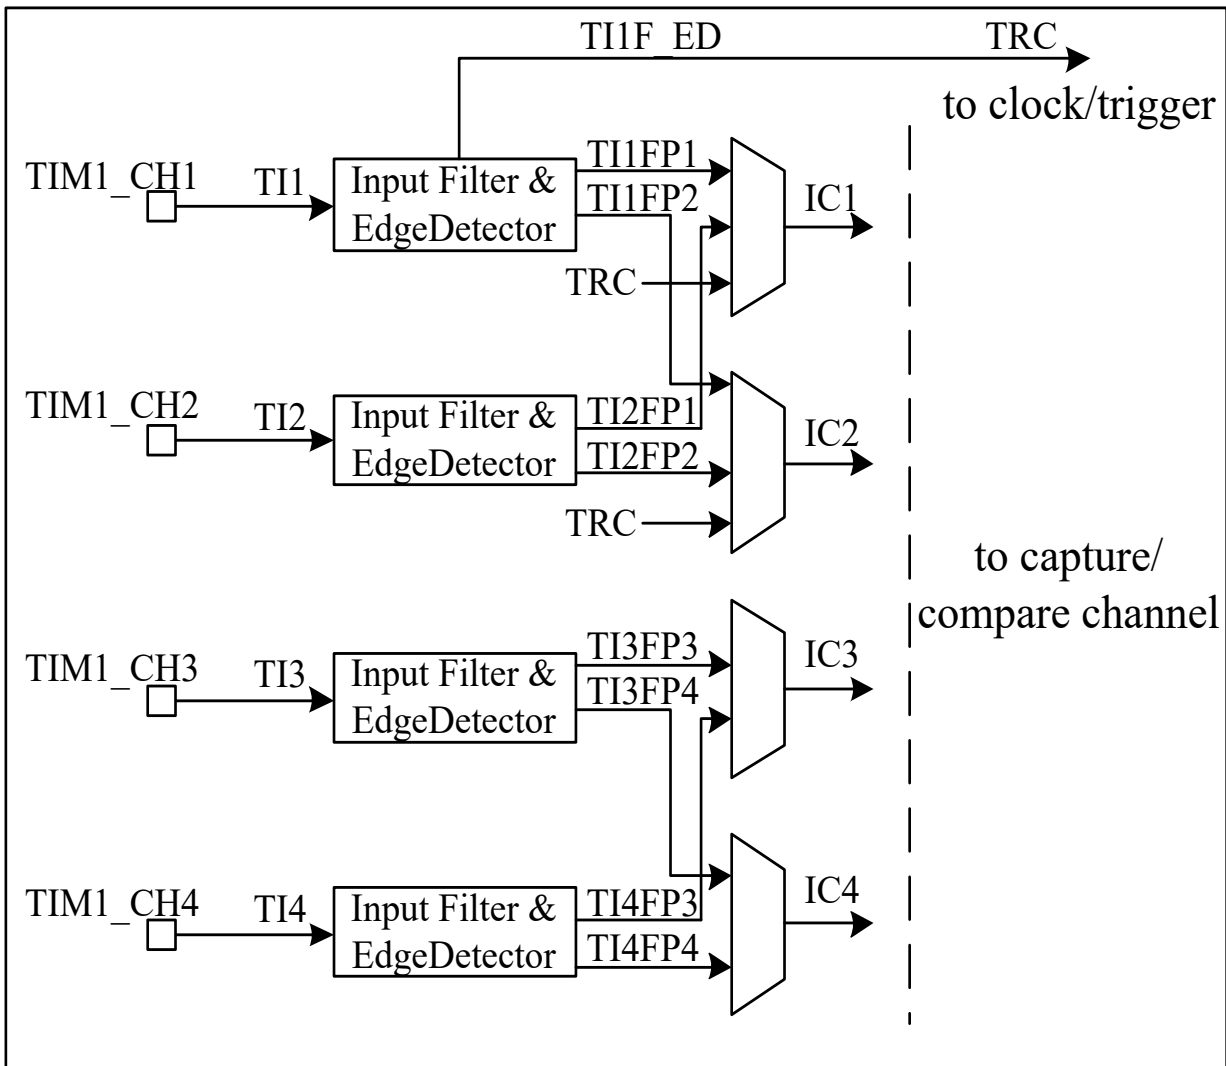 TI1F_ED
TRC
to clock/trigger
TIM1_CH1
TI1
Input Filter &
EdgeDetector
TI1FP1
TI1FP2
TRC
IC1
TIM1_CH2
TI2
Input Filter &
EdgeDetector
TI2FP1
TI2FP2
TRC
IC2
to capture/
compare channel
TIM1_CH3
TI3
Input Filter &
EdgeDetector
TI3FP3
TI3FP4
IC3
TIM1_CH4
TI4
Input Filter &
EdgeDetector
TI4FP3
TI4FP4
IC4